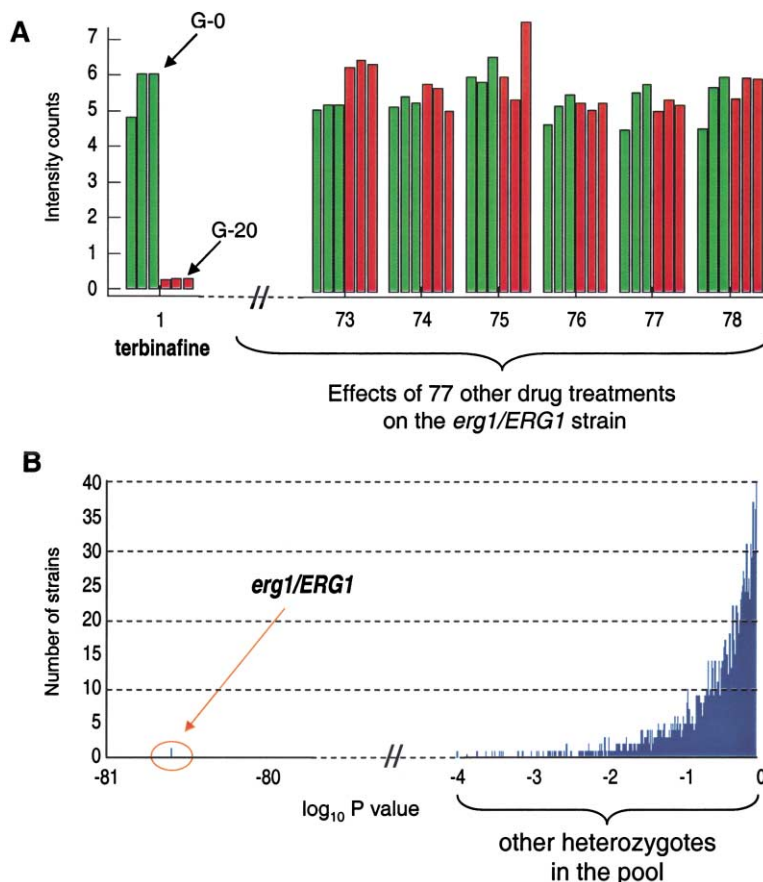 A
7
6
5
4
3
2
1
0
Intensity counts
G-0
G-20
1
terbinafine
//
73 74 75 76 77 78
Effects of 77 other drug treatments
on the erg1/ERG1 strain
B
40
35
30
25
20
15
10
5
0
Number of strains
erg1/ERG1
-81 -80 // -4 -3 -2 -1 0
log₁₀ P value
other heterozygotes
in the pool